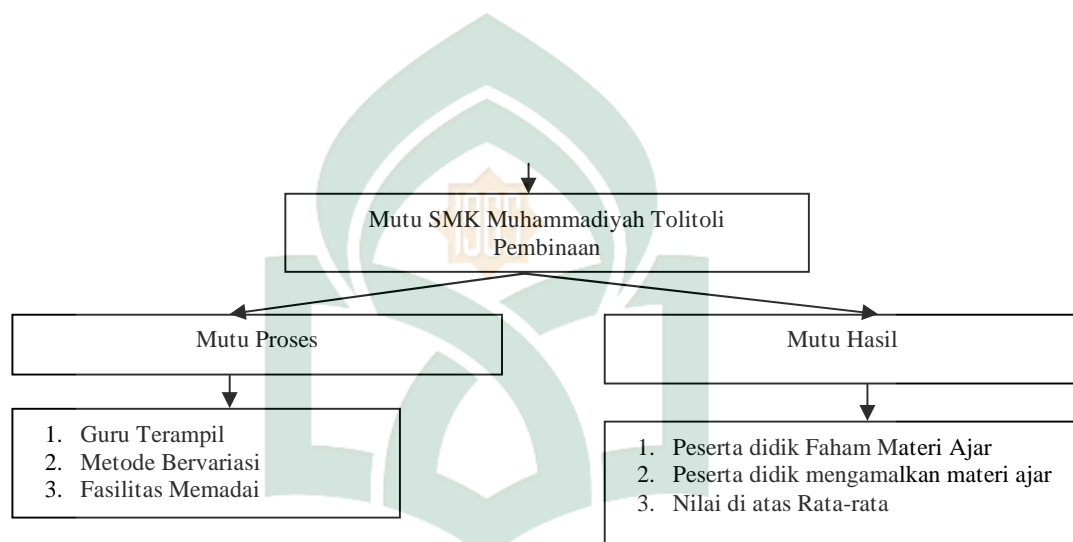 Mutu SMK Muhammadiyah Tolitoli
Pembinaan
Mutu Proses
Mutu Hasil
1. Guru Terampil
2. Metode Bervariasi
3. Fasilitas Memadai
1. Peserta didik Faham Materi Ajar
2. Peserta didik mengamalkan materi ajar
3. Nilai di atas Rata-rata
1965